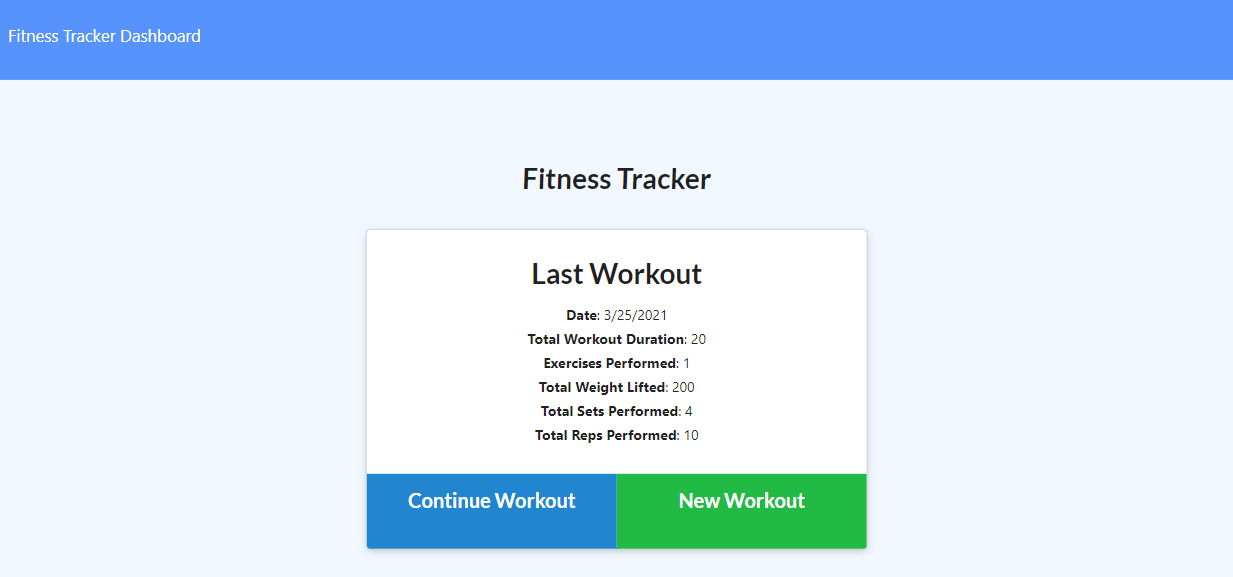 Fitness Tracker Dashboard
Fitness Tracker
Last Workout
Date: 3/25/2021
Total Workout Duration: 20
Exercises Performed: 1
Total Weight Lifted: 200
Total Sets Performed: 4
Total Reps Performed: 10
Continue Workout New Workout